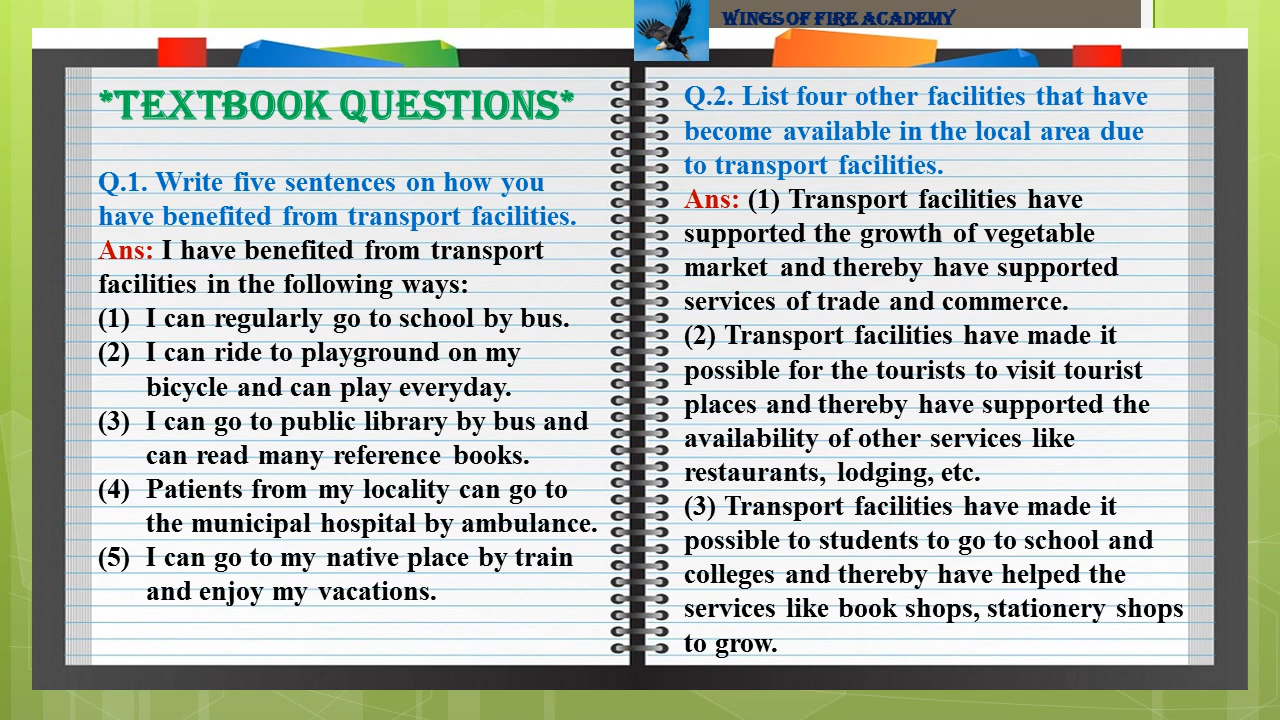 WINGS OF FIRE ACADEMY
*TEXTBOOK QUESTIONS*
Q.1. Write five sentences on how you
have benefited from transport facilities.
Ans: I have benefited from transport
facilities in the following ways:
(1) I can regularly go to school by bus.
(2) I can ride to playground on my
bicycle and can play everyday.
(3) I can go to public library by bus and
can read many reference books.
(4) Patients from my locality can go to
the municipal hospital by ambulance.
(5) I can go to my native place by train
and enjoy my vacations.
Q.2. List four other facilities that have
become available in the local area due
to transport facilities.
Ans: (1) Transport facilities have
supported the growth of vegetable
market and thereby have supported
services of trade and commerce.
(2) Transport facilities have made it
possible for the tourists to visit tourist
places and thereby have supported the
availability of other services like
restaurants, lodging, etc.
(3) Transport facilities have made it
possible to students to go to school and
colleges and thereby have helped the
services like book shops, stationery shops
to grow.